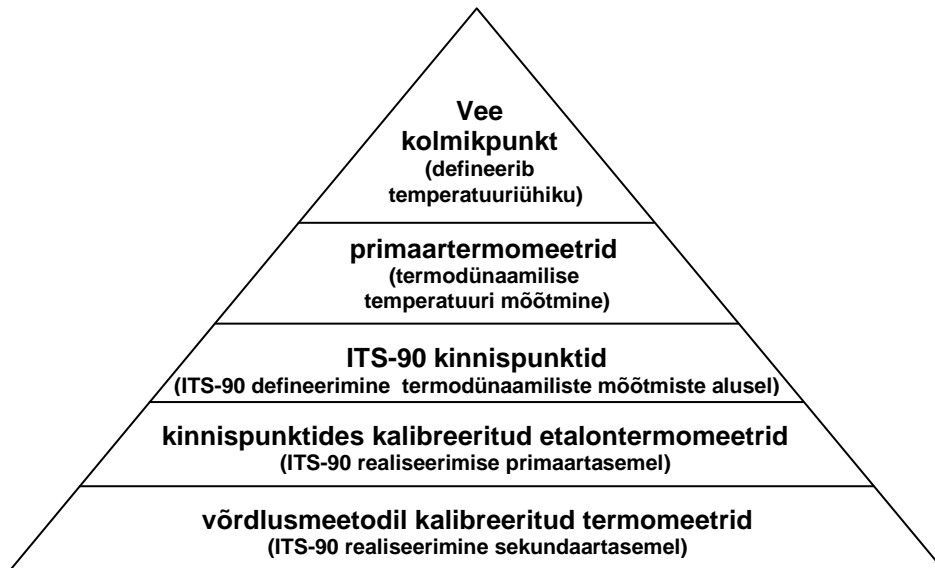 Vee
kolmikpunkt
(defineerib
temperatuuriühiku)
primaartermomeetrid
(termodünaamilise
temperatuuri mõõtmine)
ITS-90 kinnispunktid
(ITS-90 defineerimine termodünaamiliste mõõtmiste alusel)
kinnispunktides kalibreeritud etalontermomeetrid
(ITS-90 realiseerimise primaartasemel)
võrdlusmeetodil kalibreeritud termomeetrid
(ITS-90 realiseerimine sekundaartasemel)